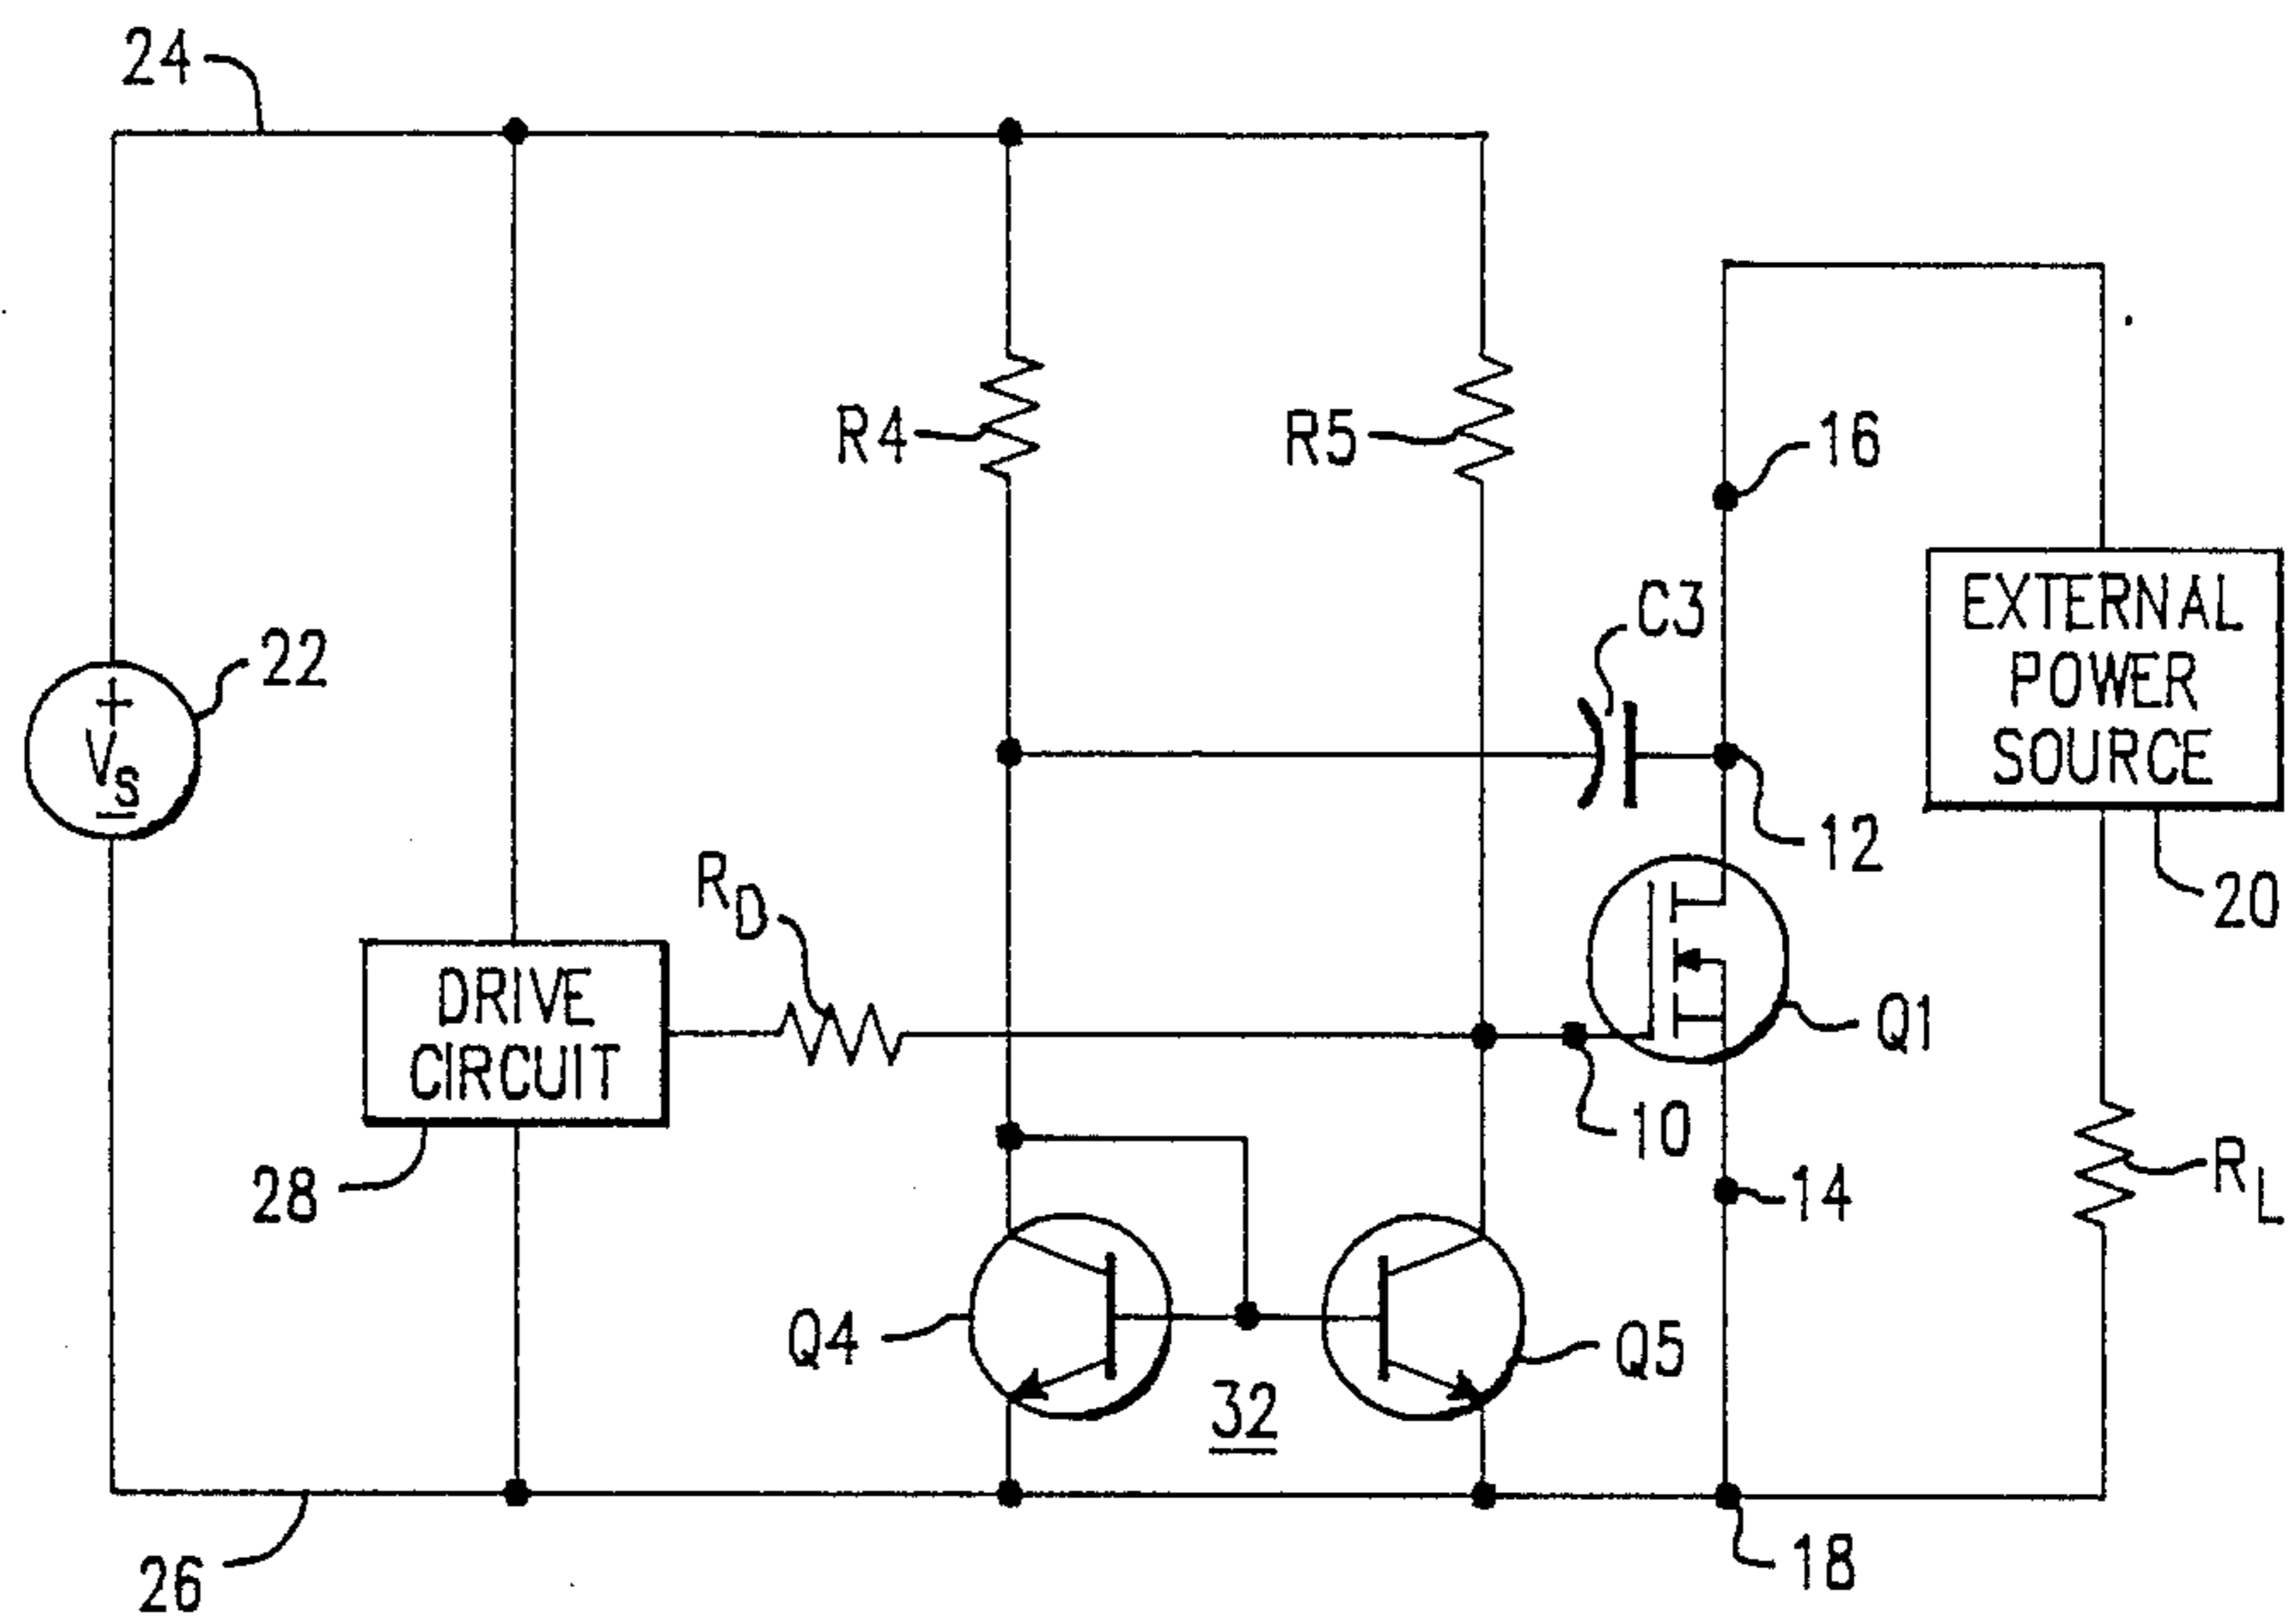 24
R4
R5
16
C3
EXTERNAL
POWER
SOURCE
22
+
VS
12
20
RD
DRIVE
CIRCUIT
Q1
10
28
14
RL
Q4
Q5
32
26
18